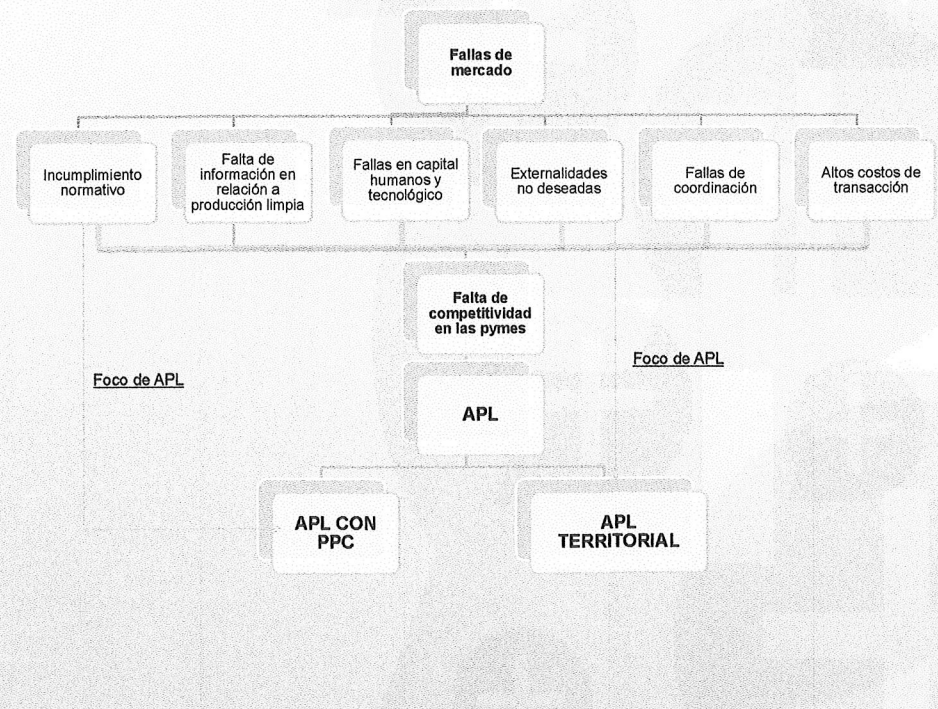 Fallas de
mercado
Incumplimiento
normativo
Falta de
información en
relación a
producción limpia
Fallas en capital
humanos y
tecnológico
Externalidades
no deseadas
Fallas de
coordinación
Altos costos de
transacción
Falta de
competitividad
en las pymes
Foco de APL
Foco de APL
APL
APL CON
PPC
APL
TERRITORIAL